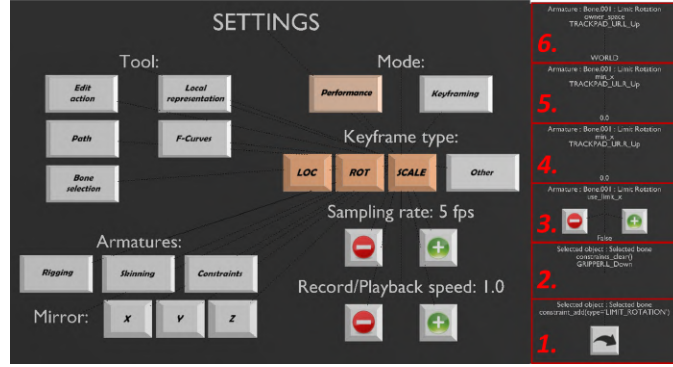 SETTINGS
Tool:
Edit
action
Local
representation
Path
F-Curves
Bone
selection
Mode:
Performance
Keyframing
Keyframe type:
LOC
ROT
SCALE
Other
Sampling rate: 5 fps
Armatures:
Rigging
Skinning
Constraints
Record/Playback speed: 1.0
Mirror:
X
Y
Z
Armature : Bone.001 : Limit Rotation
owner_space
TRACKPAD_UR.L_Up
6.
WORLD
Armature : Bone.001 : Limit Rotation
min_x
TRACKPAD_UL.R_Up
5.
0.0
Armature : Bone.001 : Limit Rotation
min_x
TRACKPAD_UR.R_Up
4.
0.0
Armature : Bone.001 : Limit Rotation
use_limit_x
3.
False
Selected object : Selected bone
constraints_clear()
GRIPPER.L_Down
2.
Selected object : Selected bone
constraint_add(type='LIMIT_ROTATION')
1.